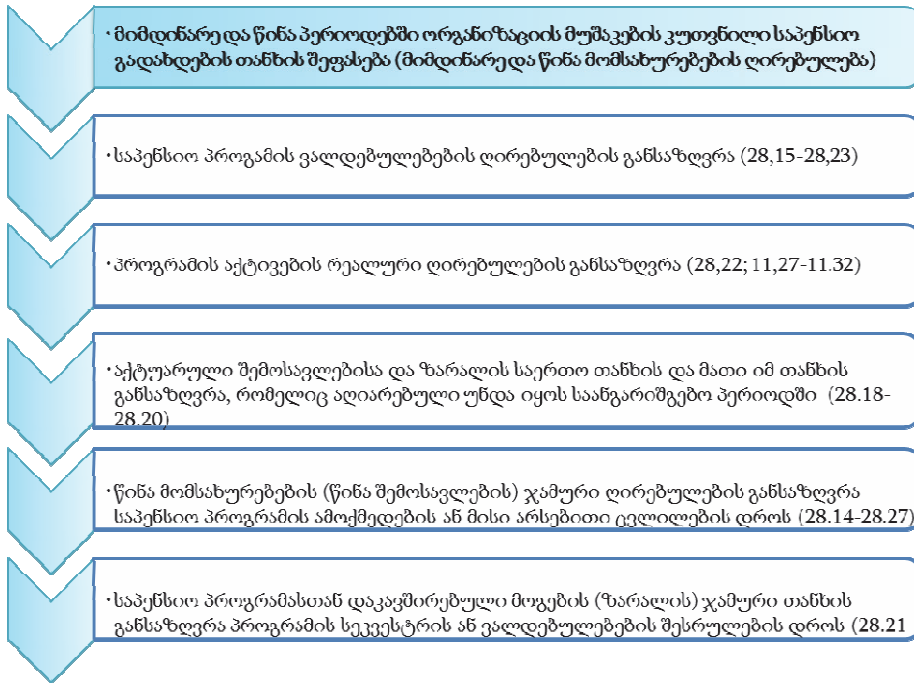 · მიმდინარე და წინა პერიოდებში ორგანიზაციის მუშაკების კუთვნილი საპენსიო
გადახდების თანხის შეფასება (მიმდინარე და წინა მომსახურებების ღირებულება)
· საპენსიო პროგამის ვალდებულებების ღირებულების განსაზღვრა (28,15-28,23)
· პროგრამის აქტივების რეალური ღირებულების განსაზღვრა (28,22; 11,27-11.32)
· აქტუარული შემოსავლებისა და ზარალის საერთო თანხის და მათი იმ თანხის
განსაზღვრა, რომელიც აღიარებული უნდა იყოს საანგარიშგებო პერიოდში (28.18-
28.20)
· წინა მომსახურებების (წინა შემოსავლების) ჯამური ღირებულების განსაზღვრა
საპენსიო პროგრამის ამოქმედების ან მისი არსებითი ცვლილების დროს (28.14-28.27)
· საპენსიო პროგრამასთან დაკავშირებული მოგების (ზარალის) ჯამური თანხის
განსაზღვრა პროგრამის სეკვესტრის ან ვალდებულებების შესრულების დროს (28.21